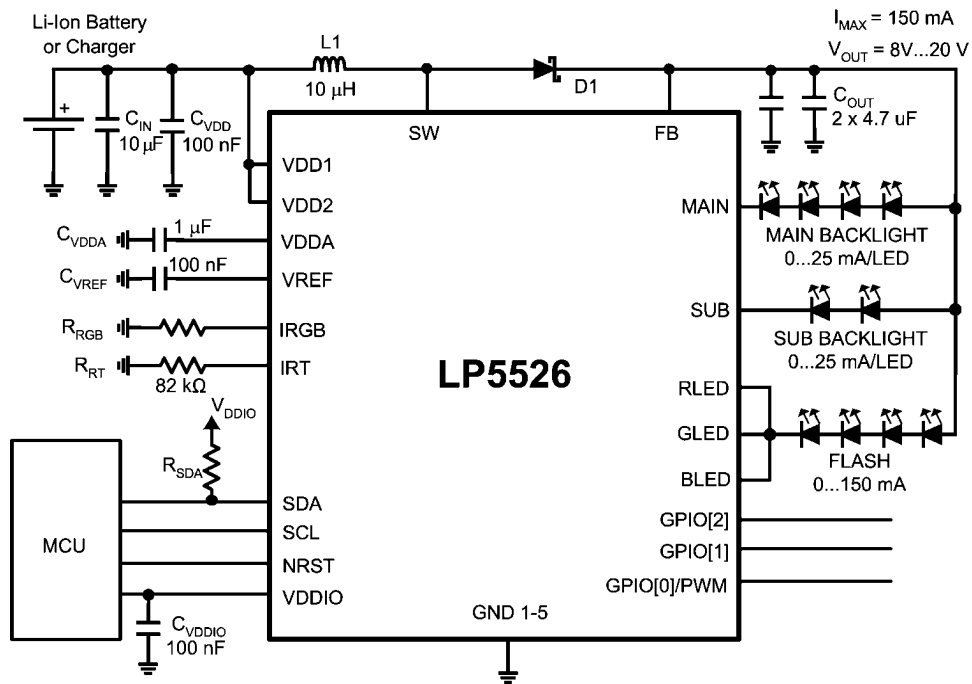 Li-Ion Battery
or Charger
I_MAX = 150 mA
V_OUT = 8V...20 V
L1
10 μH
D1
+
C_IN
10 μF
C_VDD
100 nF
C_OUT
2 x 4.7 uF
SW
FB
VDD1
VDD2
MAIN
MAIN BACKLIGHT
0...25 mA/LED
C_VDDA
1 μF
VDDA
C_VREF
100 nF
VREF
SUB
SUB BACKLIGHT
0...25 mA/LED
R_RGB
IRGB
R_RT
82 kΩ
IRT
LP5526
RLED
GLED
BLED
FLASH
0...150 mA
V_DDIO
R_SDA
MCU
SDA
SCL
NRST
VDDIO
GPIO[2]
GPIO[1]
GPIO[0]/PWM
C_VDDIO
100 nF
GND 1-5